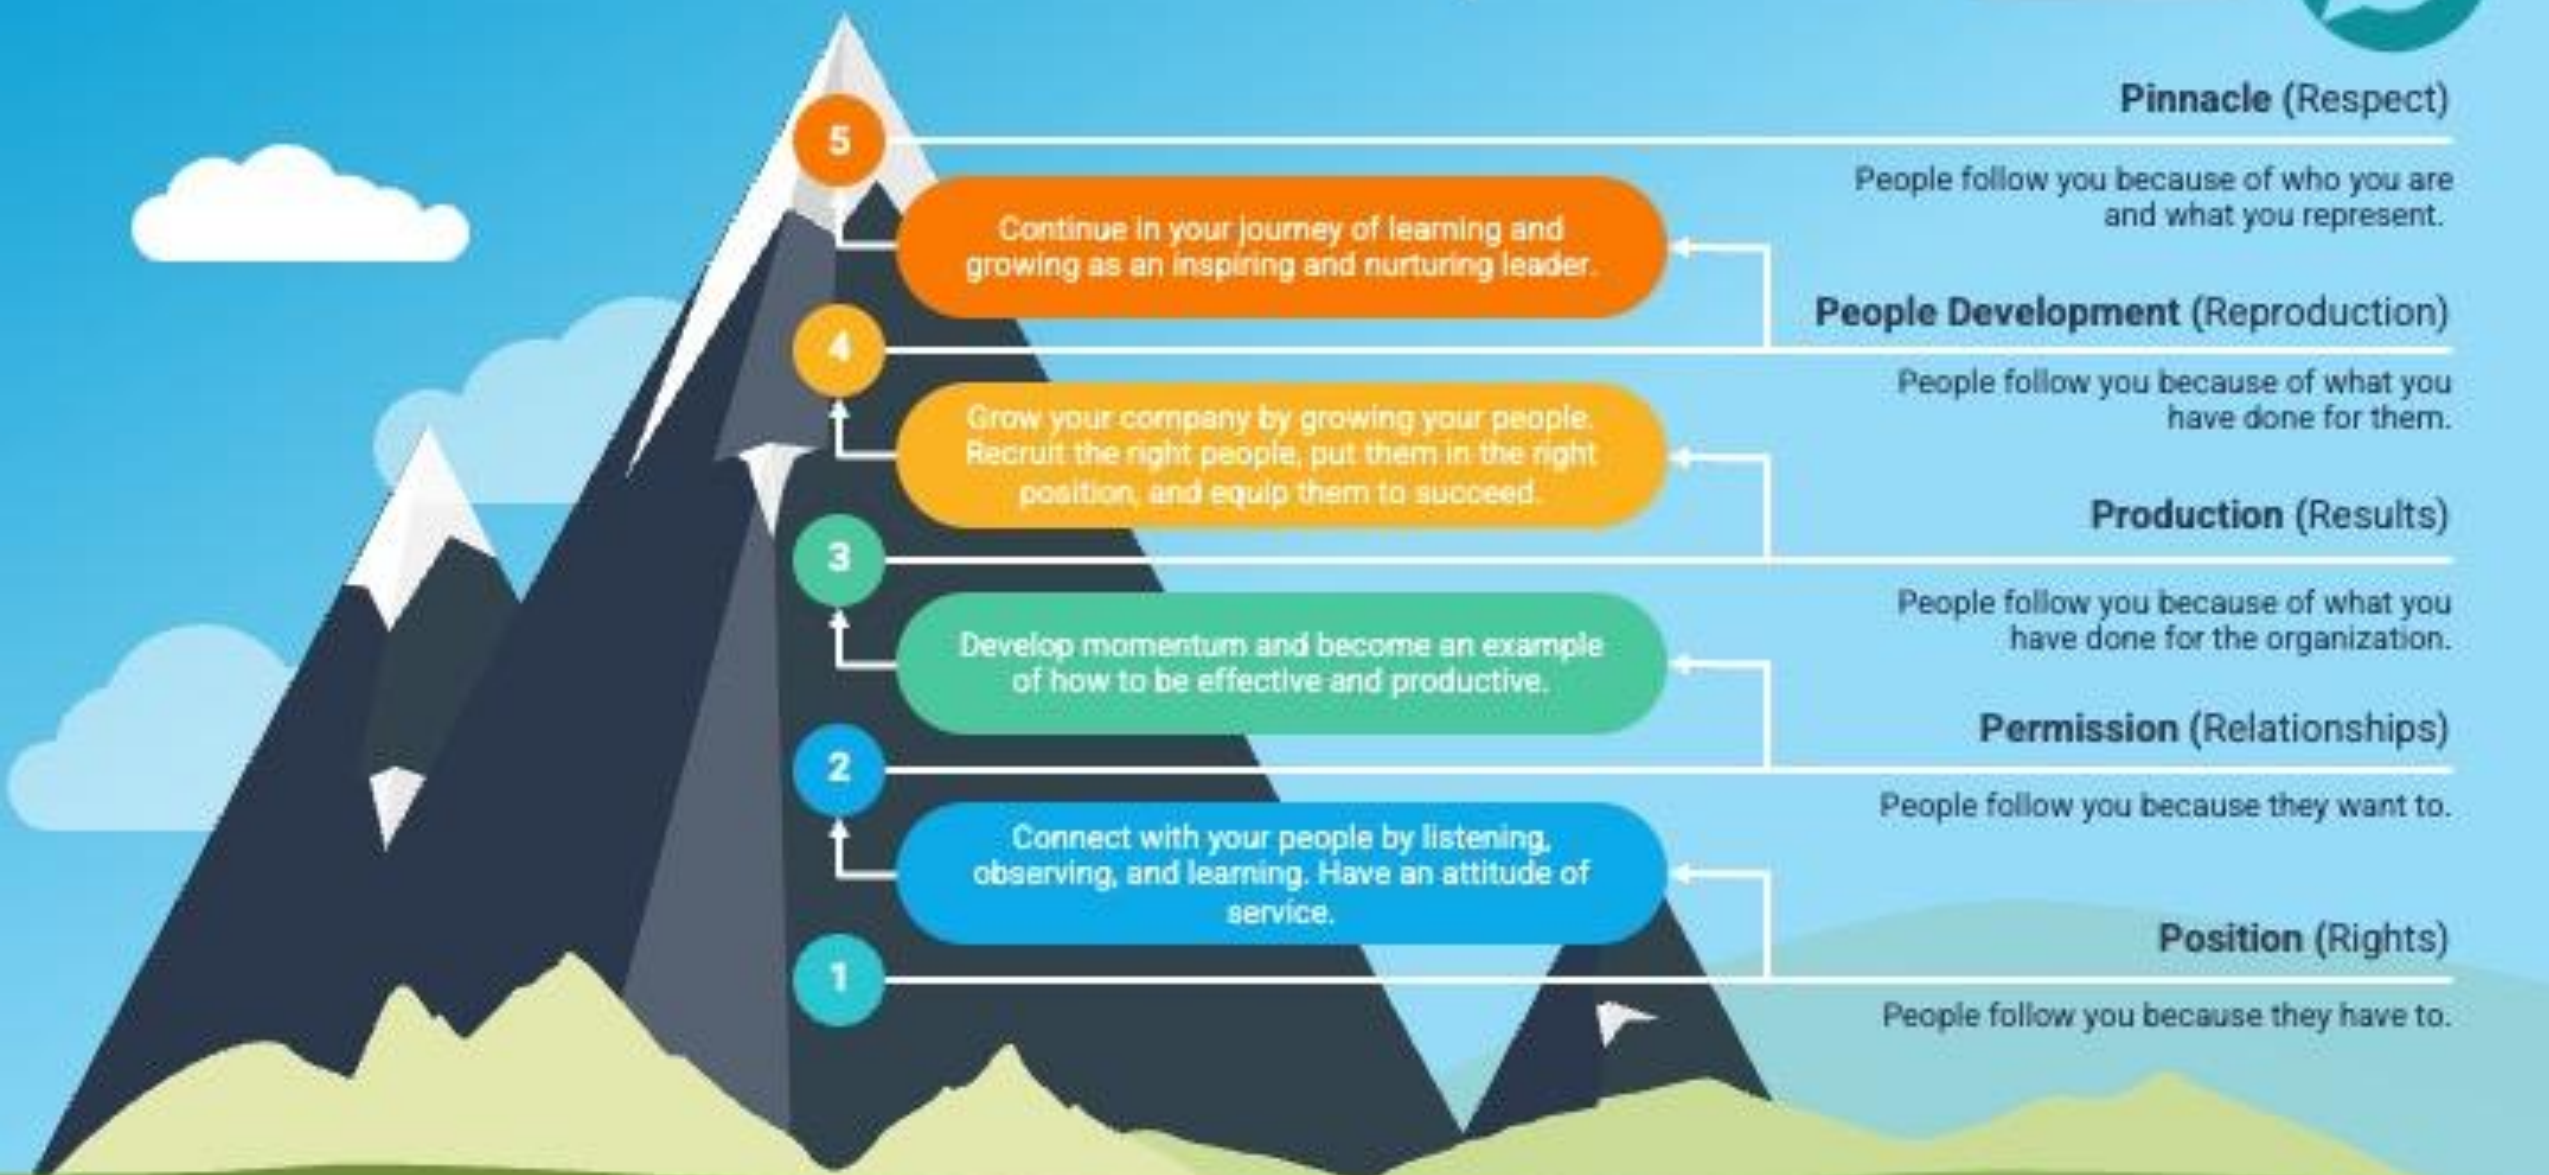 Pinnacle (Respect)
5
People follow you because of who you are
and what you represent.
Continue in your journey of learning and
growing as an inspiring and nurturing leader.
People Development (Reproduction)
4
People follow you because of what you
have done for them.
Grow your company by growing your people.
Recruit the right people, put them in the right
position, and equip them to succeed.
Production (Results)
3
People follow you because of what you
have done for the organization.
Develop momentum and become an example
of how to be effective and productive.
Permission (Relationships)
2
People follow you because they want to.
Connect with your people by listening,
observing, and learning. Have an attitude of
service.
Position (Rights)
1
People follow you because they have to.